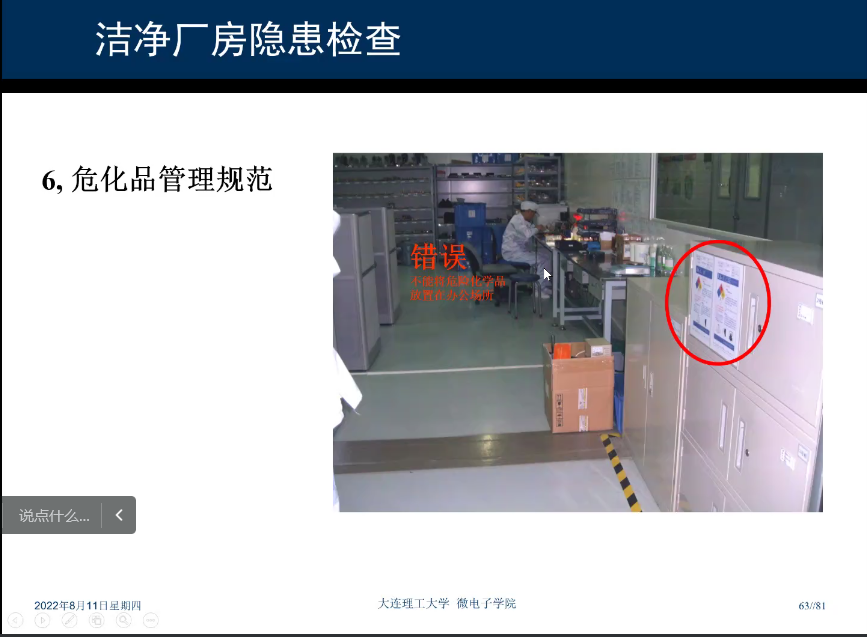 洁净厂房隐患检查
6, 危化品管理规范
错误
不能将危险化学品
放置在办公场所
说点什么...
2022年8月11日星期四
大连理工大学 微电子学院
63//81